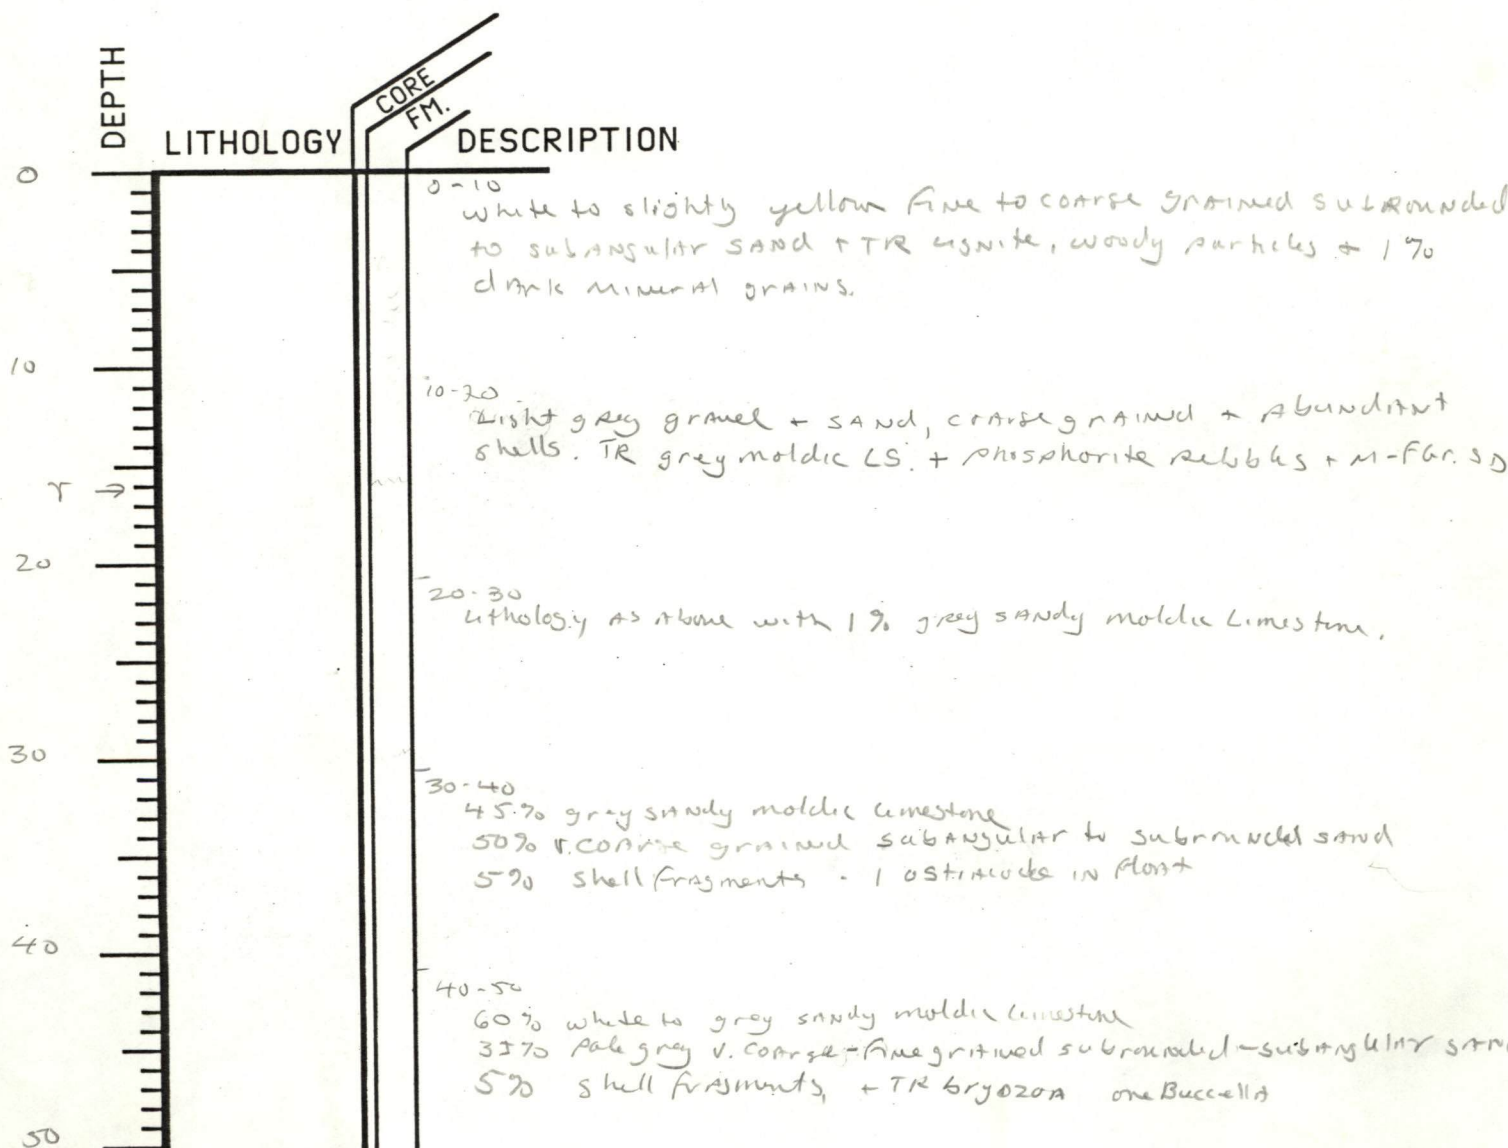 DEPTH
LITHOLOGY
CORE
FM.
DESCRIPTION
0
0-10
white to slightly yellow fine to coarse grained subrounded
to subangular sand + TR lignite, woody particles + 1%
dark mineral grains.
10
10-20
Light grey gravel + sand, coarse grained + abundant
shells. TR grey moldic LS. + phosphorite pebbles + M-FGr. SD
→
20
20-30
Lithology as above with 1% grey sandy moldic Limestone.
30
30-40
45% grey sandy moldic limestone
50% v. coarse grained subangular to subrounded sand
5% shell fragments - 1 ostracode in float
40
40-50
60% white to grey sandy moldic limestone
35% pale grey v. coarse-fine grained subrounded-subangular
5% shell fragments, + TR bryozoa one Buccella
50